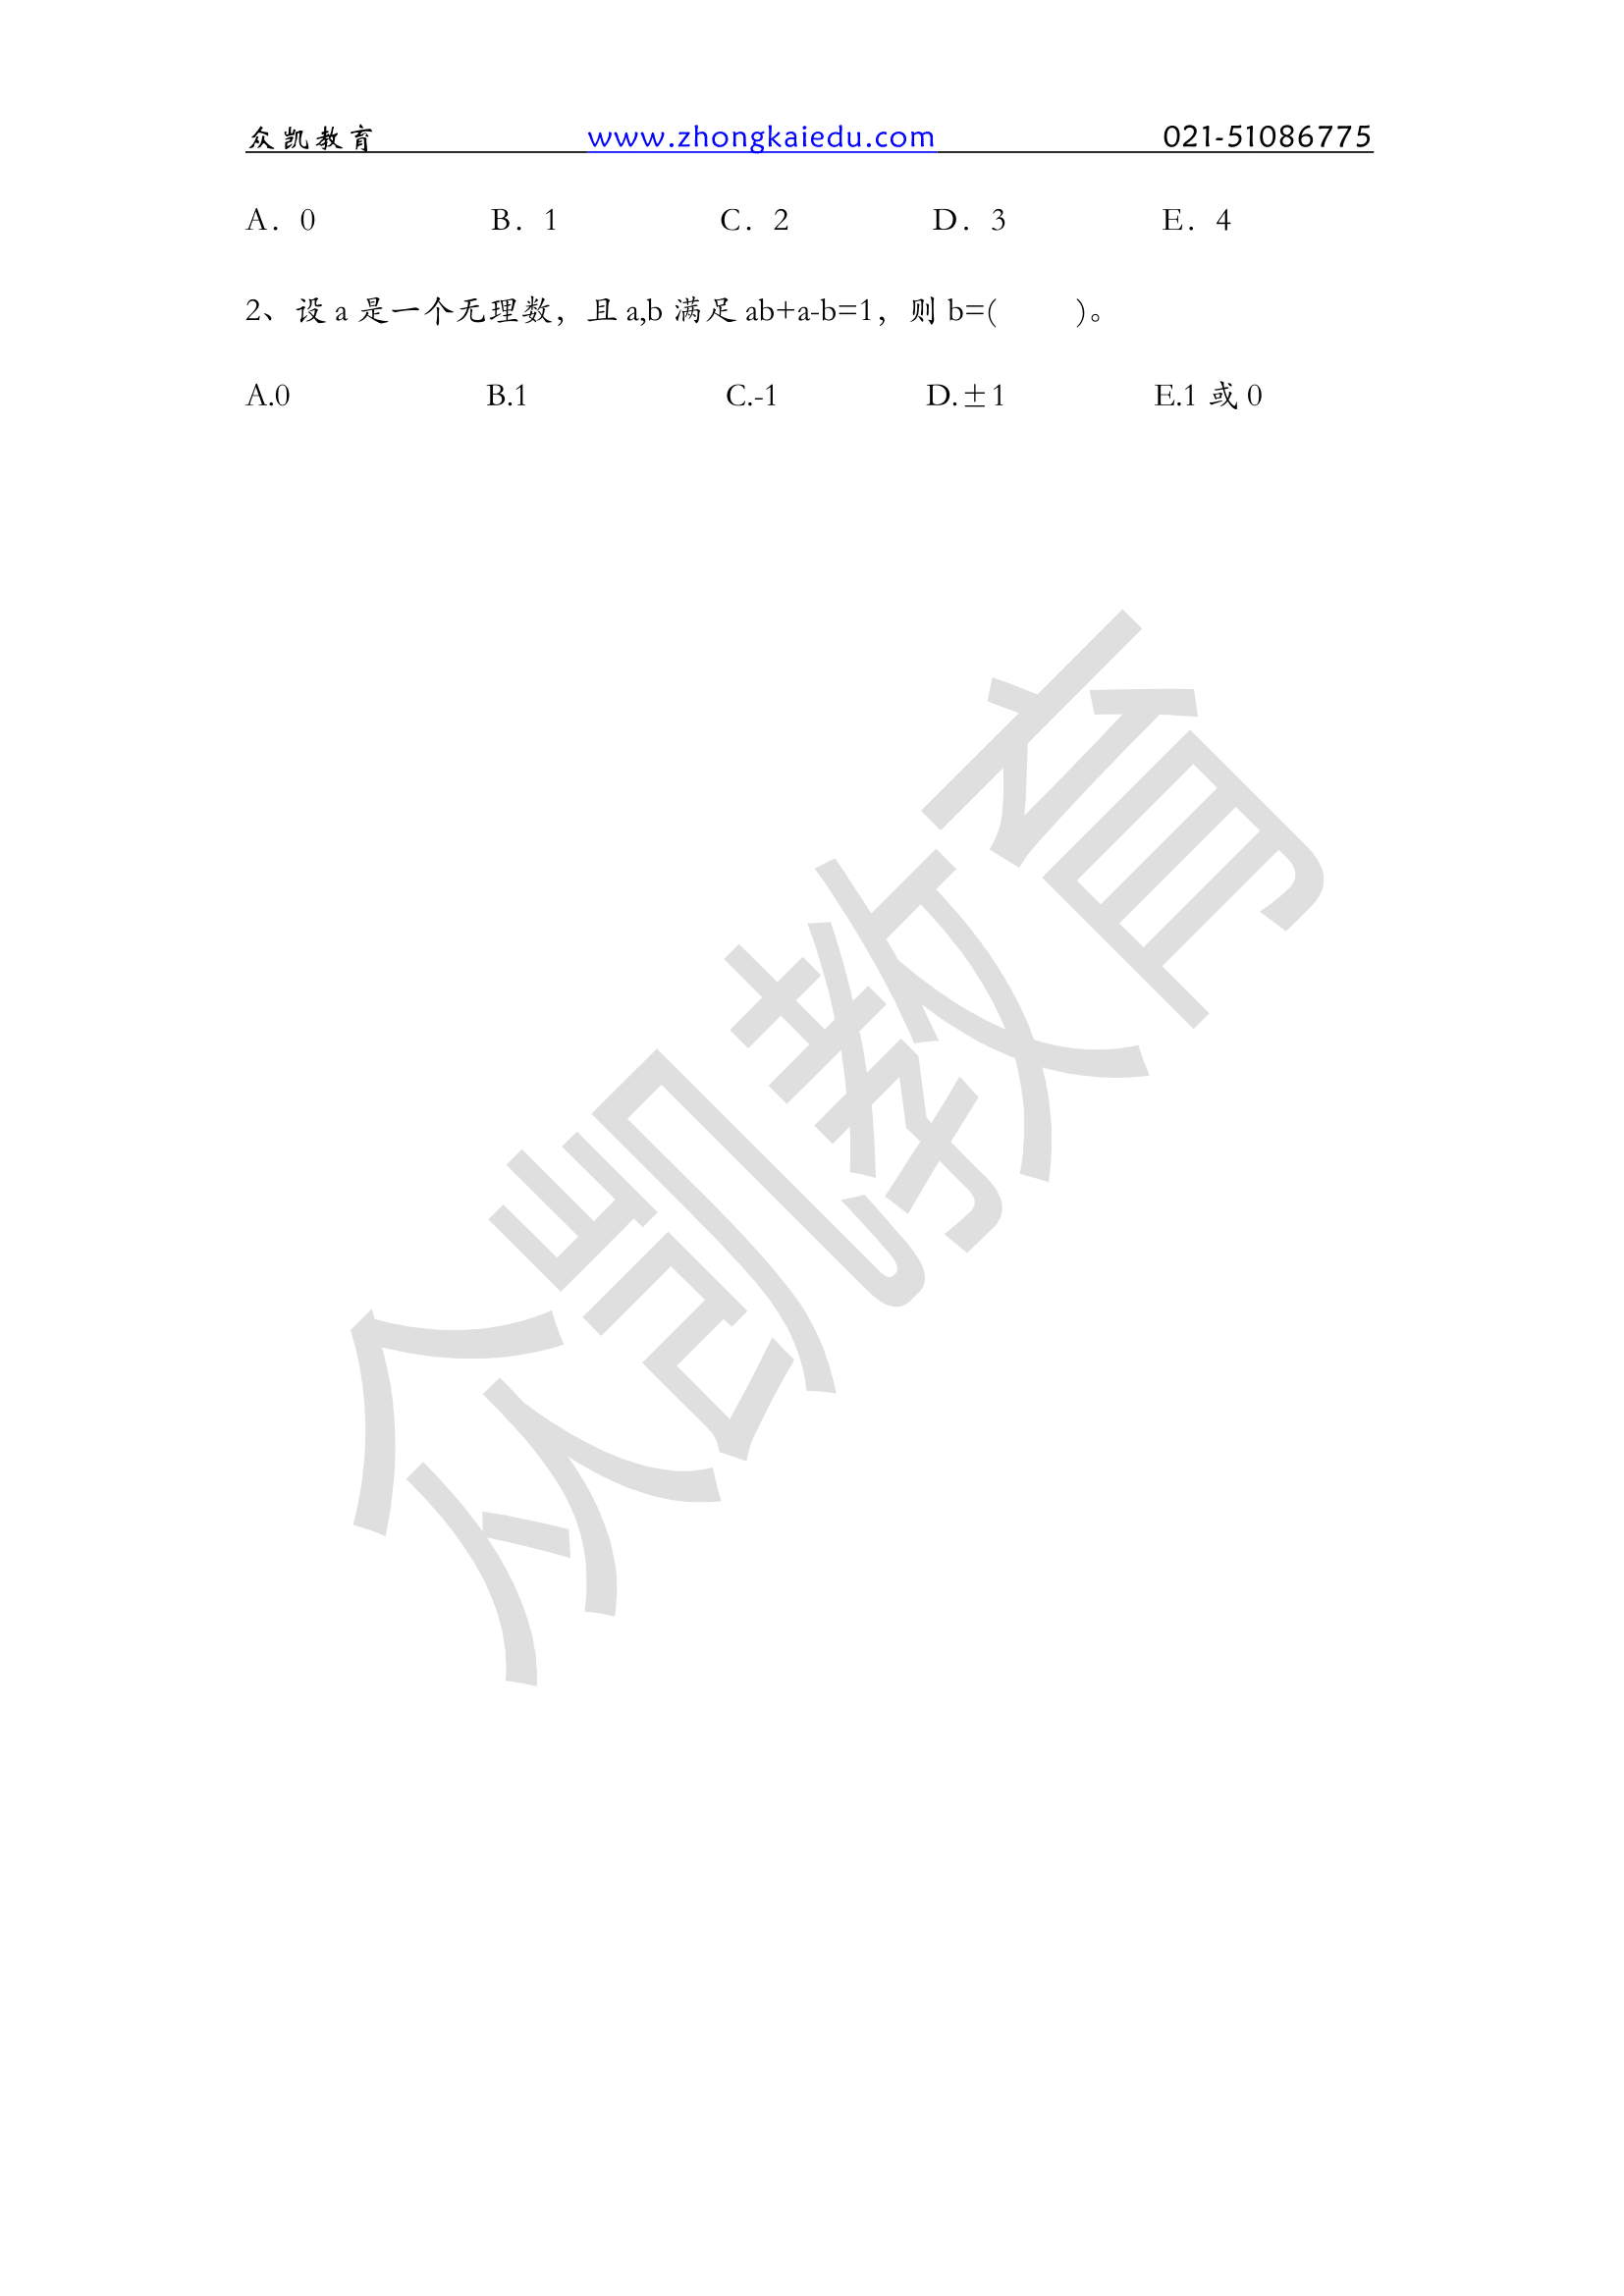 众凯教育 www.zhongkaiedu.com 021-51086775
A．0 B．1 C．2 D．3 E．4
2、设 a 是一个无理数，且 a,b 满足 ab+a-b=1，则 b=( )。
A.0 B.1 C.-1 D.±1 E.1 或 0
众凯教育